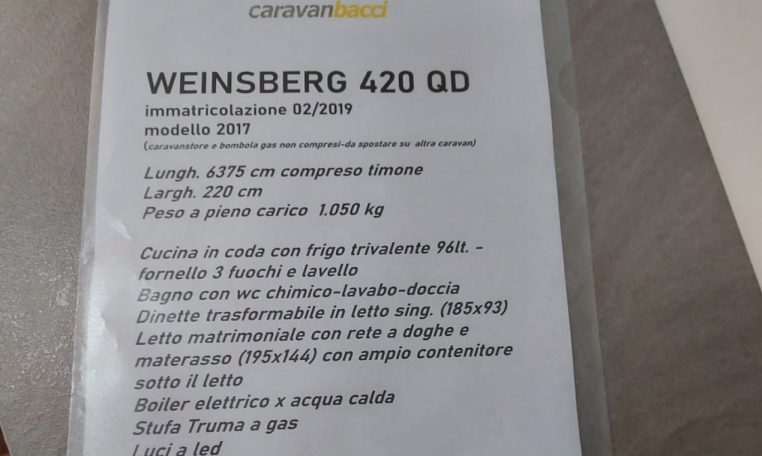 caravanbacci
WEINSBERG 420 QD
immatricolazione 02/2019
modello 2017
(caravanstore e bombola gas non compresi-da spostare su altra caravan)
Lungh. 6375 cm compreso timone
Largh. 220 cm
Peso a pieno carico 1.050 kg
Cucina in coda con frigo trivalente 96lt. -
fornello 3 fuochi e lavello
Bagno con wc chimico-lavabo-doccia
Dinette trasformabile in letto sing. (185x93)
Letto matrimoniale con rete a doghe e
materasso (195x144) con ampio contenitore
sotto il letto
Boiler elettrico x acqua calda
Stufa Truma a gas
Luci a led